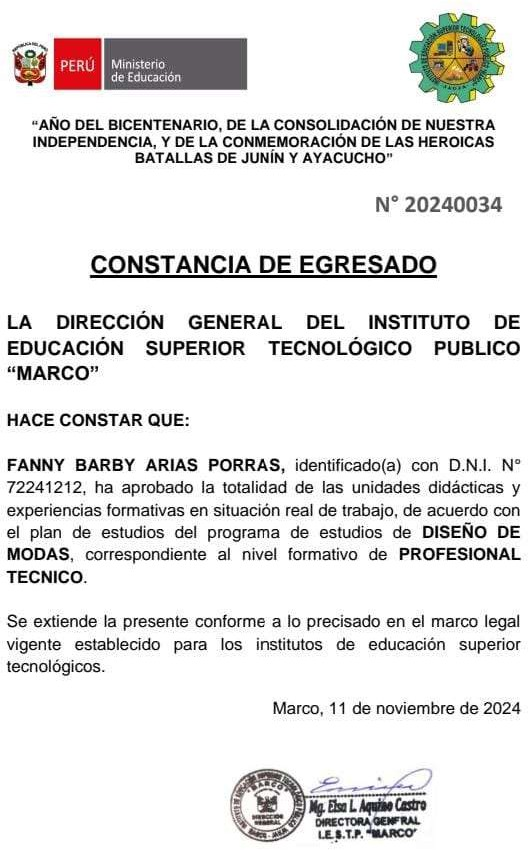 PERÚ
Ministerio
de Educación
“AÑO DEL BICENTENARIO, DE LA CONSOLIDACIÓN DE NUESTRA
INDEPENDENCIA, Y DE LA CONMEMORACIÓN DE LAS HEROICAS
BATALLAS DE JUNÍN Y AYACUCHO”
N° 20240034
CONSTANCIA DE EGRESADO
LA DIRECCIÓN GENERAL DEL INSTITUTO DE
EDUCACIÓN SUPERIOR TECNOLÓGICO PUBLICO
“MARCO”
HACE CONSTAR QUE:
FANNY BARBY ARIAS PORRAS, identificado(a) con D.N.I. N°
72241212, ha aprobado la totalidad de las unidades didácticas y
experiencias formativas en situación real de trabajo, de acuerdo con
el plan de estudios del programa de estudios de DISEÑO DE
MODAS, correspondiente al nivel formativo de PROFESIONAL
TECNICO.
Se extiende la presente conforme a lo precisado en el marco legal
vigente establecido para los institutos de educación superior
tecnológicos.
Marco, 11 de noviembre de 2024
"MARCO"
DIRECCIÓN
GENERAL
Mg. Elsa L. Aquino Castro
DIRECTORA GENERAL
I.E.S.T.P. "MARCO"